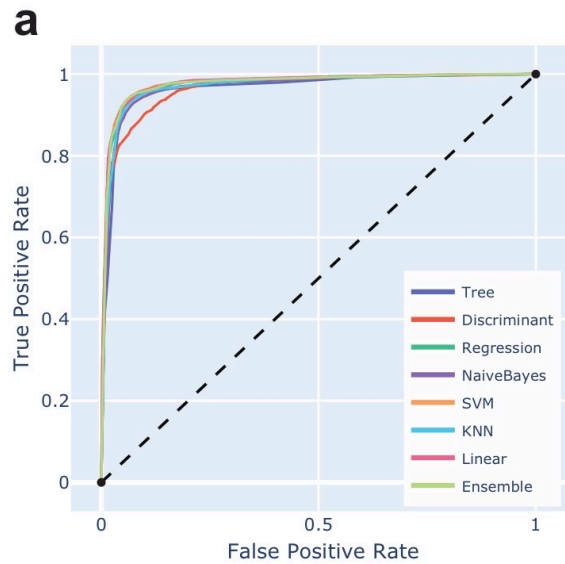 a
1
0.8
0.6
0.4
0.2
0
True Positive Rate
Tree
Discriminant
Regression
NaiveBayes
SVM
KNN
Linear
Ensemble
0
0.5
1
False Positive Rate